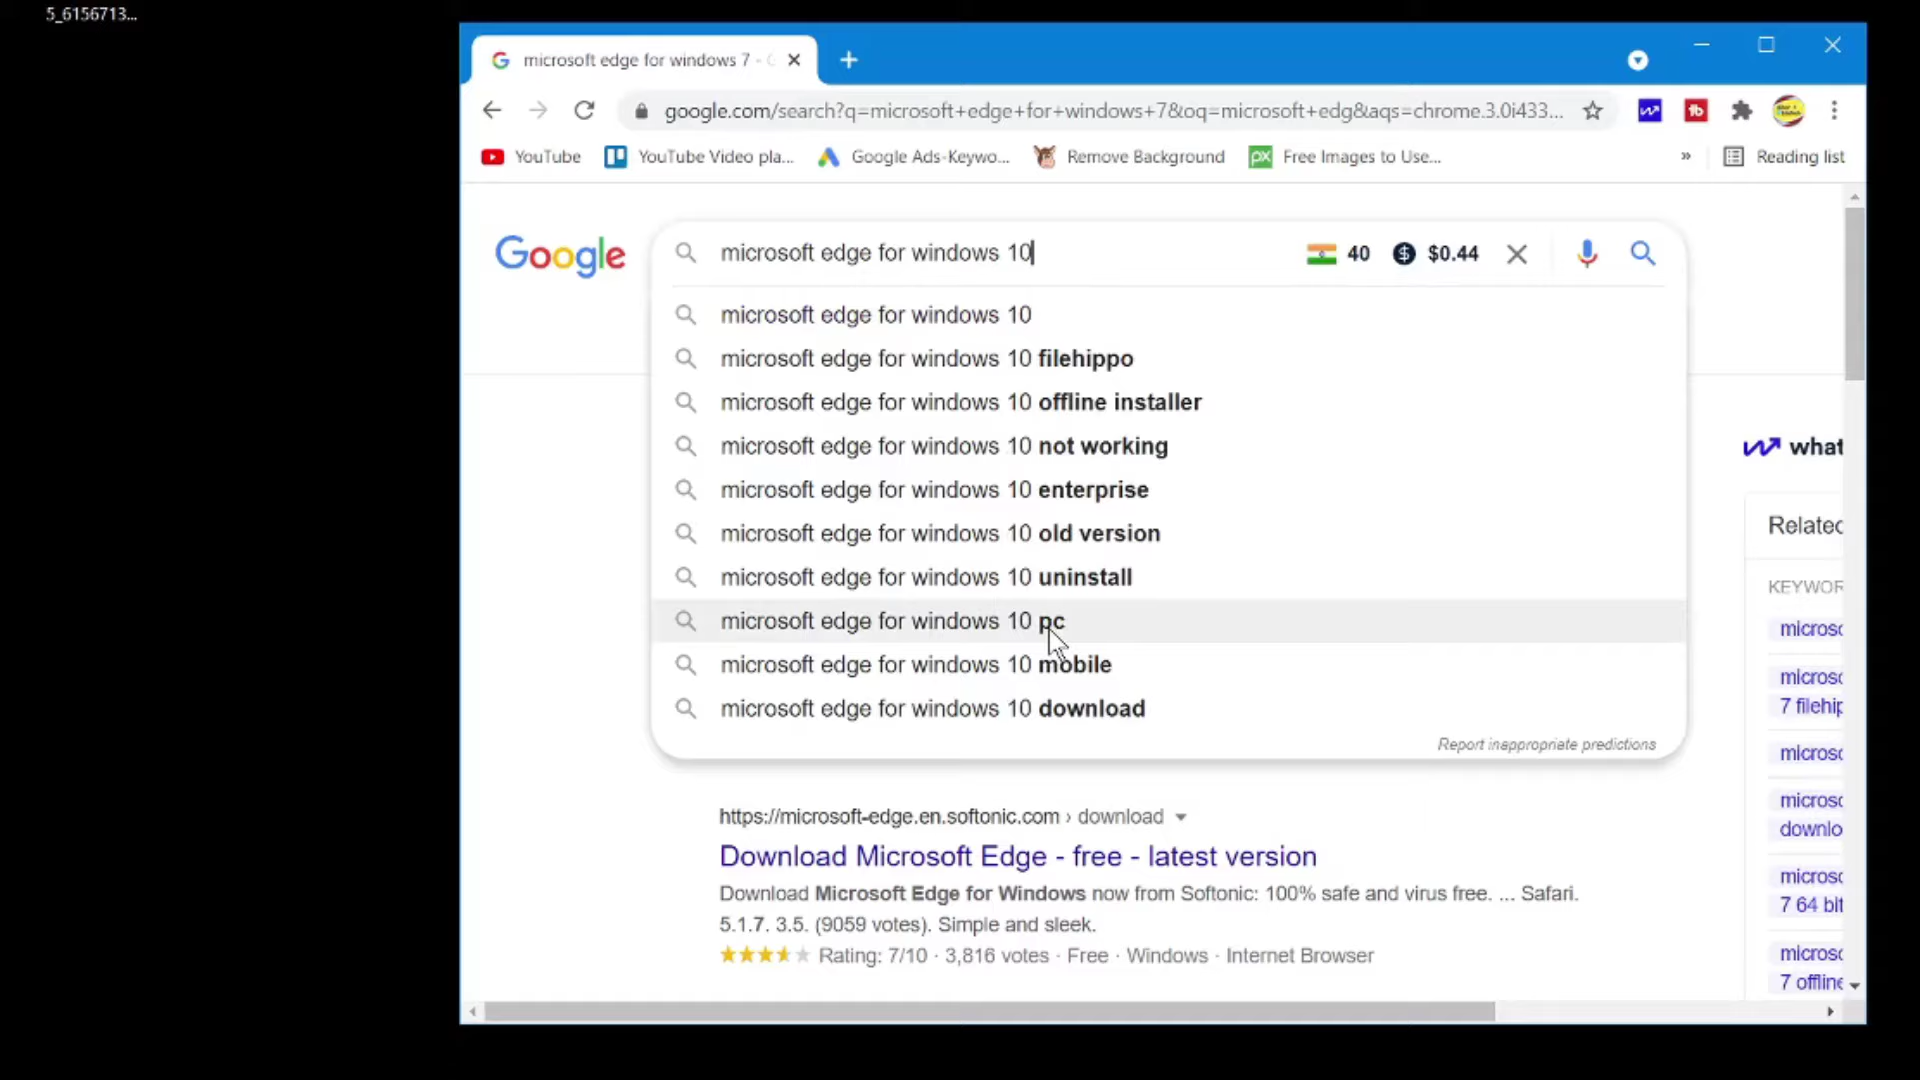 5_6156713...
microsoft edge for windows 7 - G
google.com/search?q=microsoft+edge+for+windows+7&oq=microsoft+edg&aqs=chrome.3.0i433...
YouTube
YouTube Video pla...
Google Ads-Keywo...
Remove Background
Free Images to Use...
»
Reading list
Google
microsoft edge for windows 10
40
$0.44
microsoft edge for windows 10
microsoft edge for windows 10 filehippo
microsoft edge for windows 10 offline installer
microsoft edge for windows 10 not working
microsoft edge for windows 10 enterprise
microsoft edge for windows 10 old version
microsoft edge for windows 10 uninstall
microsoft edge for windows 10 pc
microsoft edge for windows 10 mobile
microsoft edge for windows 10 download
Report inappropriate predictions
https://microsoft-edge.en.softonic.com › download
Download Microsoft Edge - free - latest version
Download Microsoft Edge for Windows now from Softonic: 100% safe and virus free. ... Safari.
5.1.7. 3.5. (9059 votes). Simple and sleek.
Rating: 7/10 · 3,816 votes · Free · Windows · Internet Browser
what
Related
KEYWOR
microso
microso
7 filehip
microso
microso
downlo
microso
7 64 bit
microso
7 offline